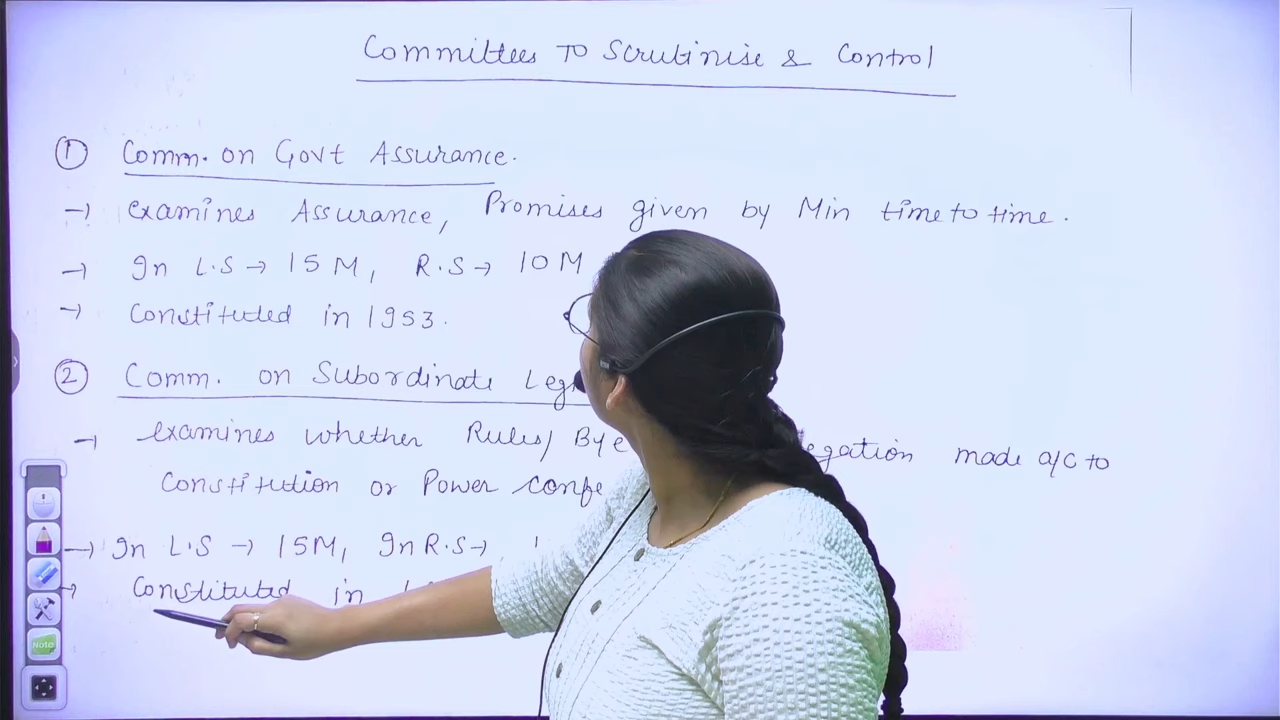 Committees To Scrutinise & Control
① Comm. on Govt Assurance.
→ examines Assurance, Promises given by Min time to time.
→ In L.S → 15 M, R.S → 10 M
→ Constituted in 1953.
② Comm. on Subordinate Leg
→ examines whether Rules/ Bye egation made a/c to
Constitution or Power confe
→ In L.S → 15M, In R.S →
→ Constituted in
Note